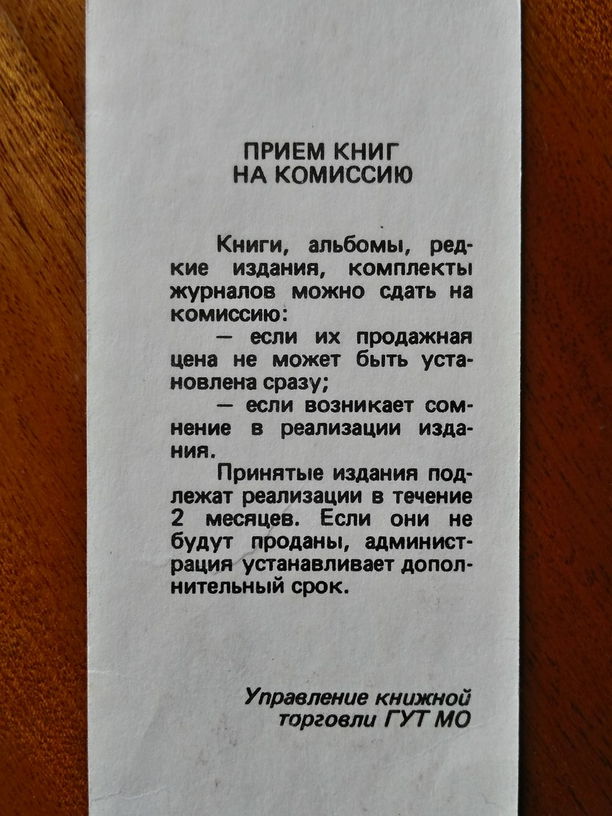 ПРИЕМ КНИГ
НА КОМИССИЮ
Книги, альбомы, ред-
кие издания, комплекты
журналов можно сдать на
комиссию:
— если их продажная
цена не может быть уста-
новлена сразу;
— если возникает сом-
нение в реализации изда-
ния.
Принятые издания под-
лежат реализации в течение
2 месяцев. Если они не
будут проданы, админист-
рация устанавливает допол-
нительный срок.
Управление книжной
торговли ГУТ МО